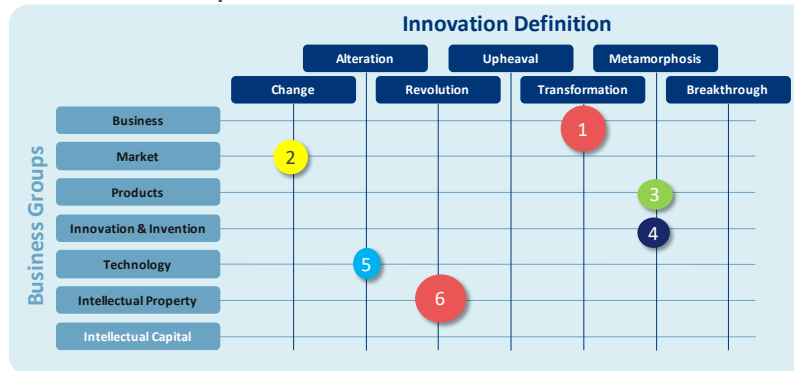 Innovation Definition
Alteration Upheaval Metamorphosis
Change Revolution Transformation Breakthrough
Business Groups
Business
1
Market
2
Products
3
Innovation & Invention
4
Technology
5
Intellectual Property
6
Intellectual Capital